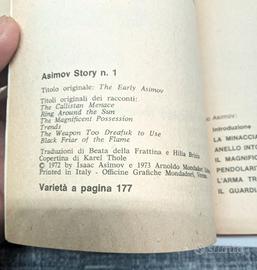 Asimov Story n. 1
Titolo originale: The Early Asimov
Titoli originali dei racconti:
The Callistan Menace
Ring Around the Sun
The Magnificent Possession
Trends
The Weapon Too Dreafuk to Use
Black Friar of the Flame
Traduzioni di Beata della Frattina e Hilia Brinis
Copertina di Karel Thole
© 1972 by Isaac Asimov e 1973 Arnoldo Mondadori
Printed in Italy - Officine Grafiche Mondadori, Verona
Varietà a pagina 177
Asimov:
Introduzione
LA MINACCIA
ANELLO INTO
IL MAGNIFIC
PENDOLARI
L'ARMA TR
IL GUARDI